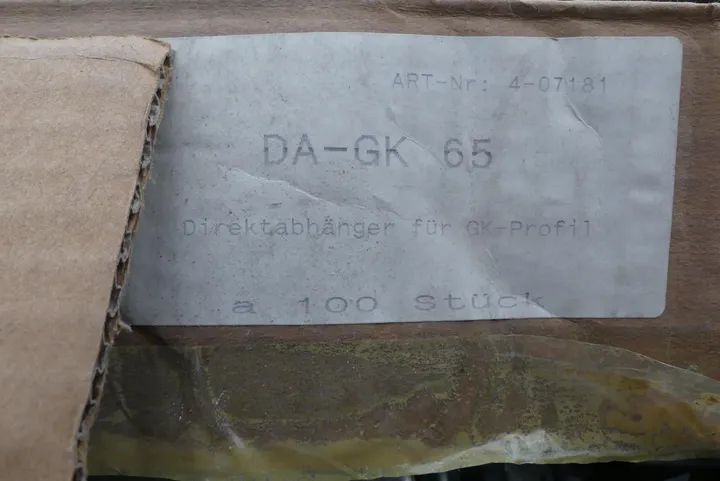 ART-Nr: 4-07181
DA-GK 65
Direktabhänger für GK-Profil
a 100 Stück